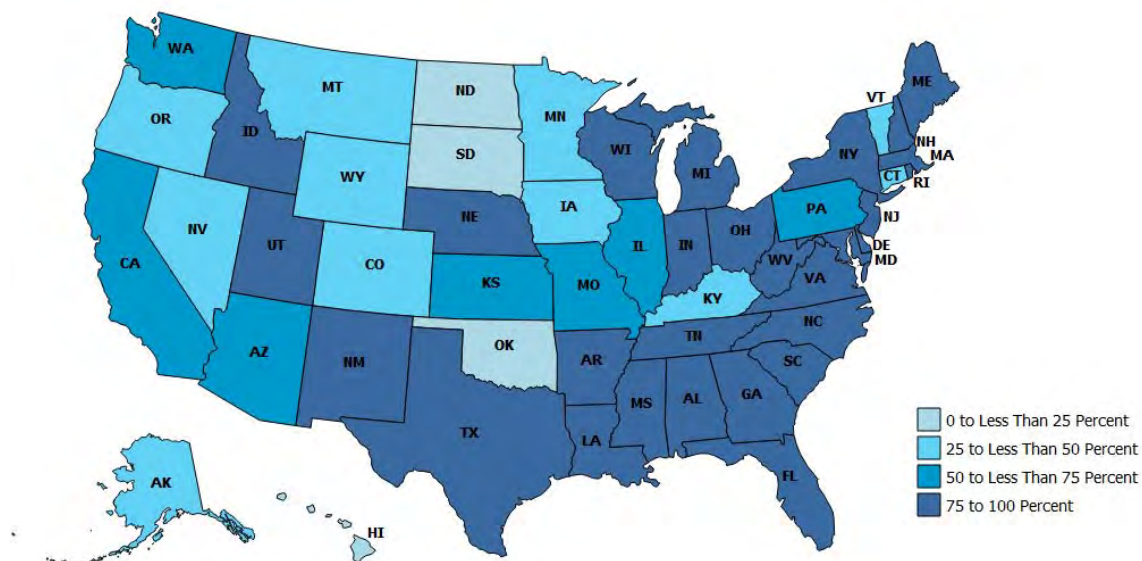 WA
MT
ND
MN
VT
ME
OR
ID
SD
WI
MI
NY
NH
MA
WY
CT
RI
NE
IA
PA
NJ
NV
UT
CO
IL
IN
OH
DE
MD
WV
VA
CA
KS
MO
KY
NC
TN
AZ
NM
OK
AR
SC
MS
AL
GA
TX
LA
FL
AK
HI
0 to Less Than 25 Percent
25 to Less Than 50 Percent
50 to Less Than 75 Percent
75 to 100 Percent